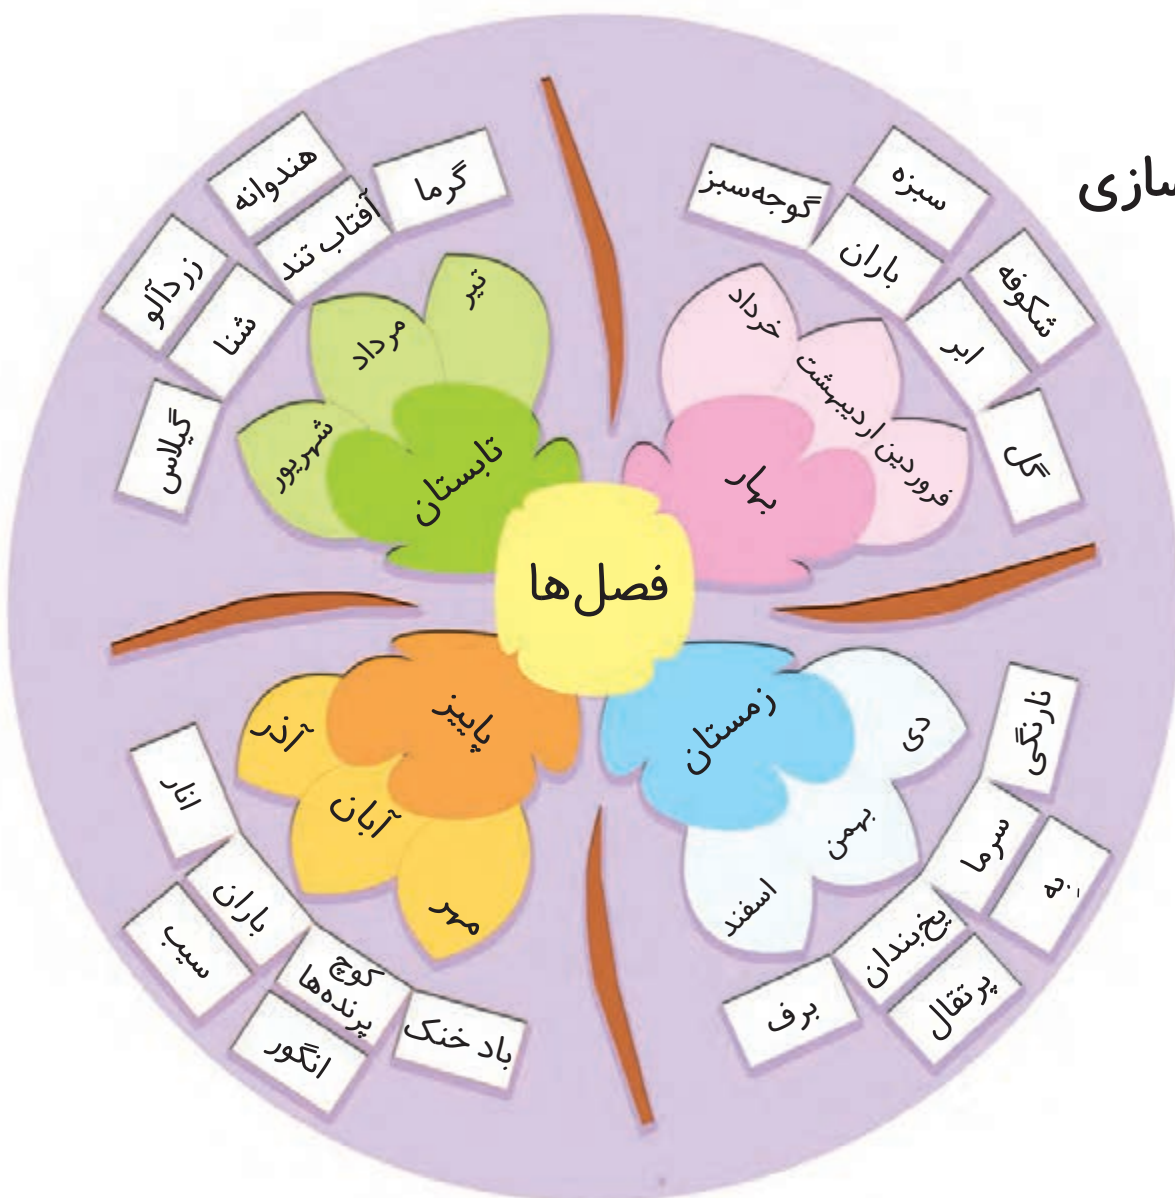 سازی
فصل‌ها
بهار
فروردین
اردیبهشت
خرداد
گل
شکوفه
ابر
سبزه
باران
گوجه‌سبز
تابستان
تیر
مرداد
شهریور
گرما
هندوانه
آفتاب تند
زردآلو
شنا
گیلاس
پاییز
مهر
آبان
آذر
انار
باران
سیب
کوچ
پرنده‌ها
انگور
باد خنک
زمستان
دی
بهمن
اسفند
نارنگی
سرما
بِه
یخ‌بندان
پرتقال
برف